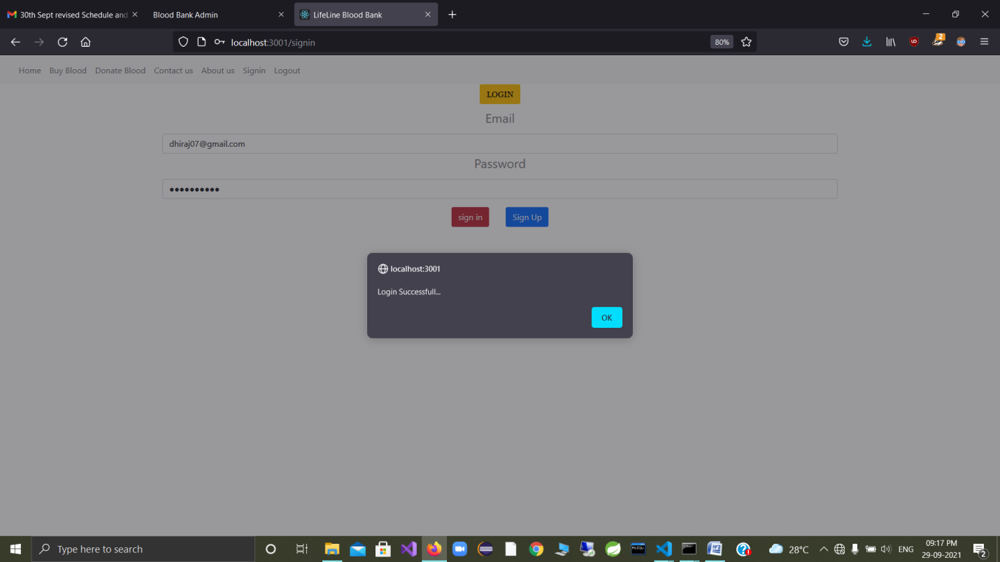 30th Sept revised Schedule and
Blood Bank Admin
LifeLine Blood Bank
localhost:3001/signin
80%
2
Home Buy Blood Donate Blood Contact us About us Signin Logout
LOGIN
Email
dhiraj07@gmail.com
Password
••••••••••
sign in Sign Up
localhost:3001
Login Successfull...
OK
Type here to search
28°C
ENG
09:17 PM
29-09-2021
2